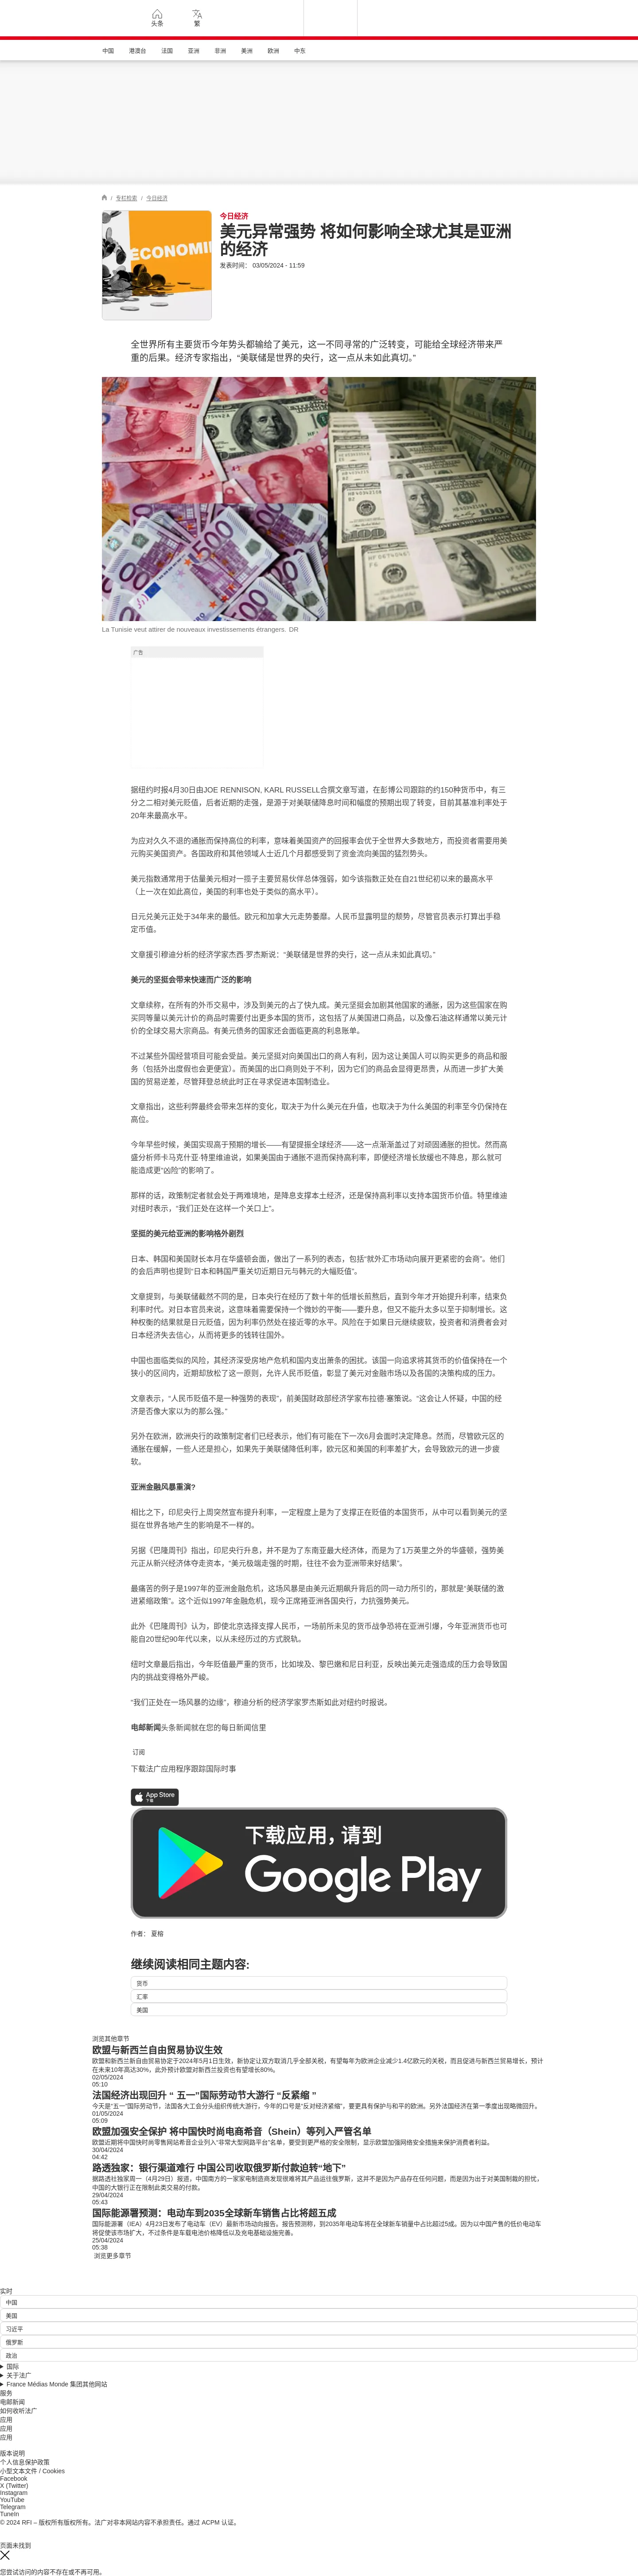 头条
繁
中国 港澳台 法国 亚洲 非洲 美洲 欧洲 中东
/ 专栏检索 / 今日经济
ECONOMIE
今日经济
美元异常强势 将如何影响全球尤其是亚洲
的经济
发表时间： 03/05/2024 - 11:59
全世界所有主要货币今年势头都输给了美元，这一不同寻常的广泛转变，可能给全球经济带来严
重的后果。经济专家指出，“美联储是世界的央行，这一点从未如此真切。”
La Tunisie veut attirer de nouveaux investissements étrangers. DR
广告
据纽约时报4月30日由JOE RENNISON, KARL RUSSELL合撰文章写道，在彭博公司跟踪的约150种货币中，有三
分之二相对美元贬值，后者近期的走强，是源于对美联储降息时间和幅度的预期出现了转变，目前其基准利率处于
20年来最高水平。
为应对久久不退的通胀而保持高位的利率，意味着美国资产的回报率会优于全世界大多数地方，而投资者需要用美
元购买美国资产。各国政府和其他领域人士近几个月都感受到了资金流向美国的猛烈势头。
美元指数通常用于估量美元相对一揽子主要贸易伙伴总体强弱，如今该指数正处在自21世纪初以来的最高水平
（上一次在如此高位，美国的利率也处于类似的高水平）。
日元兑美元正处于34年来的最低。欧元和加拿大元走势萎靡。人民币显露明显的颓势，尽管官员表示打算出手稳
定币值。
文章援引穆迪分析的经济学家杰西·罗杰斯说：“美联储是世界的央行，这一点从未如此真切。”
美元的坚挺会带来快速而广泛的影响
文章续称，在所有的外币交易中，涉及到美元的占了快九成。美元坚挺会加剧其他国家的通胀，因为这些国家在购
买同等量以美元计价的商品时需要付出更多本国的货币，这包括了从美国进口商品，以及像石油这样通常以美元计
价的全球交易大宗商品。有美元债务的国家还会面临更高的利息账单。
不过某些外国经营项目可能会受益。美元坚挺对向美国出口的商人有利，因为这让美国人可以购买更多的商品和服
务（包括外出度假也会更便宜）。而美国的出口商则处于不利，因为它们的商品会显得更昂贵，从而进一步扩大美
国的贸易逆差，尽管拜登总统此时正在寻求促进本国制造业。
文章指出，这些利弊最终会带来怎样的变化，取决于为什么美元在升值，也取决于为什么美国的利率至今仍保持在
高位。
今年早些时候，美国实现高于预期的增长——有望提振全球经济——这一点渐渐盖过了对顽固通胀的担忧。然而高
盛分析师卡马克什亚·特里维迪说，如果美国由于通胀不退而保持高利率，即便经济增长放缓也不降息，那么就可
能造成更“凶险”的影响了。
那样的话，政策制定者就会处于两难境地，是降息支撑本土经济，还是保持高利率以支持本国货币价值。特里维迪
对纽时表示，“我们正处在这样一个关口上”。
坚挺的美元给亚洲的影响格外剧烈
日本、韩国和美国财长本月在华盛顿会面，做出了一系列的表态，包括“就外汇市场动向展开更紧密的会商”。他们
的会后声明也提到“日本和韩国严重关切近期日元与韩元的大幅贬值”。
文章提到，与美联储截然不同的是，日本央行在经历了数十年的低增长煎熬后，直到今年才开始提升利率，结束负
利率时代。对日本官员来说，这意味着需要保持一个微妙的平衡——要升息，但又不能升太多以至于抑制增长。这
种权衡的结果就是日元贬值，因为利率仍然处在接近零的水平。风险在于如果日元继续疲软，投资者和消费者会对
日本经济失去信心，从而将更多的钱转往国外。
中国也面临类似的风险，其经济深受房地产危机和国内支出萧条的困扰。该国一向追求将其货币的价值保持在一个
狭小的区间内，近期却放松了这一原则，允许人民币贬值，彰显了美元对金融市场以及各国的决策构成的压力。
文章表示，“人民币贬值不是一种强势的表现”，前美国财政部经济学家布拉德·塞策说。“这会让人怀疑，中国的经
济是否像大家以为的那么强。”
另外在欧洲，欧洲央行的政策制定者们已经表示，他们有可能在下一次6月会面时决定降息。然而，尽管欧元区的
通胀在缓解，一些人还是担心，如果先于美联储降低利率，欧元区和美国的利率差扩大，会导致欧元的进一步疲
软。
亚洲金融风暴重演?
相比之下，印尼央行上周突然宣布提升利率，一定程度上是为了支撑正在贬值的本国货币，从中可以看到美元的坚
挺在世界各地产生的影响是不一样的。
另据《巴隆周刊》指出，印尼央行升息，并不是为了东南亚最大经济体，而是为了1万英里之外的华盛顿，强势美
元正从新兴经济体夺走资本，“美元极端走强的时期，往往不会为亚洲带来好结果”。
最痛苦的例子是1997年的亚洲金融危机，这场风暴是由美元近期飙升背后的同一动力所引的，那就是“美联储的激
进紧缩政策”。这个近似1997年金融危机，现今正席捲亚洲各国央行，力抗强势美元。
此外《巴隆周刊》认为，即使北京选择支撑人民币，一场前所未见的货币战争恐将在亚洲引爆，今年亚洲货币也可
能自20世纪90年代以来，以从未经历过的方式脱轨。
纽时文章最后指出，今年贬值最严重的货币，比如埃及、黎巴嫩和尼日利亚，反映出美元走强造成的压力会导致国
内的挑战变得格外严峻。
“我们正处在一场风暴的边缘”，穆迪分析的经济学家罗杰斯如此对纽约时报说。
电邮新闻头条新闻就在您的每日新闻信里
订阅
下载法广应用程序跟踪国际时事
App Store
下载
下载应用，请到
Google Play
作者： 夏榕
继续阅读相同主题内容:
货币
汇率
美国
浏览其他章节
欧盟与新西兰自由贸易协议生效
欧盟和新西兰新自由贸易协定于2024年5月1日生效，新协定让双方取消几乎全部关税，有望每年为欧洲企业减少1.4亿欧元的关税，而且促进与新西兰贸易增长，预计
在未来10年高达30%，此外预计欧盟对新西兰投资也有望增长80%。
02/05/2024
05:10
法国经济出现回升 “ 五一”国际劳动节大游行 “反紧缩 ”
今天是“五一”国际劳动节，法国各大工会分头组织传统大游行，今年的口号是“反对经济紧缩”，要更具有保护与和平的欧洲。另外法国经济在第一季度出现略微回升。
01/05/2024
05:09
欧盟加强安全保护 将中国快时尚电商希音（Shein）等列入严管名单
欧盟近期将中国快时尚零售网站希音企业列入“非常大型网路平台”名单，要受到更严格的安全限制，显示欧盟加强网络安全措施来保护消费者利益。
30/04/2024
04:42
路透独家：银行渠道难行 中国公司收取俄罗斯付款迫转“地下”
据路透社独家周一（4月29日）报道，中国南方的一家家电制造商发现很难将其产品运往俄罗斯，这并不是因为产品存在任何问题，而是因为出于对美国制裁的担忧，
中国的大银行正在限制此类交易的付款。
29/04/2024
05:43
国际能源署预测：电动车到2035全球新车销售占比将超五成
国际能源署（IEA）4月23日发布了电动车（EV）最新市场动向报告。报告预测称，到2035年电动车将在全球新车销量中占比超过5成。因为以中国产售的低价电动车
将促使该市场扩大，不过条件是车载电池价格降低以及充电基础设施完善。
25/04/2024
05:38
浏览更多章节
实时
中国
美国
习近平
俄罗斯
政治
国际
关于法广
France Médias Monde 集团其他网站
服务
电邮新闻
如何收听法广
应用
应用
应用
版本说明
个人信息保护政策
小型文本文件 / Cookies
Facebook
X (Twitter)
Instagram
YouTube
Telegram
TuneIn
© 2024 RFI – 版权所有版权所有。法广对非本网站内容不承担责任。通过 ACPM 认证。
页面未找到
您尝试访问的内容不存在或不再可用。